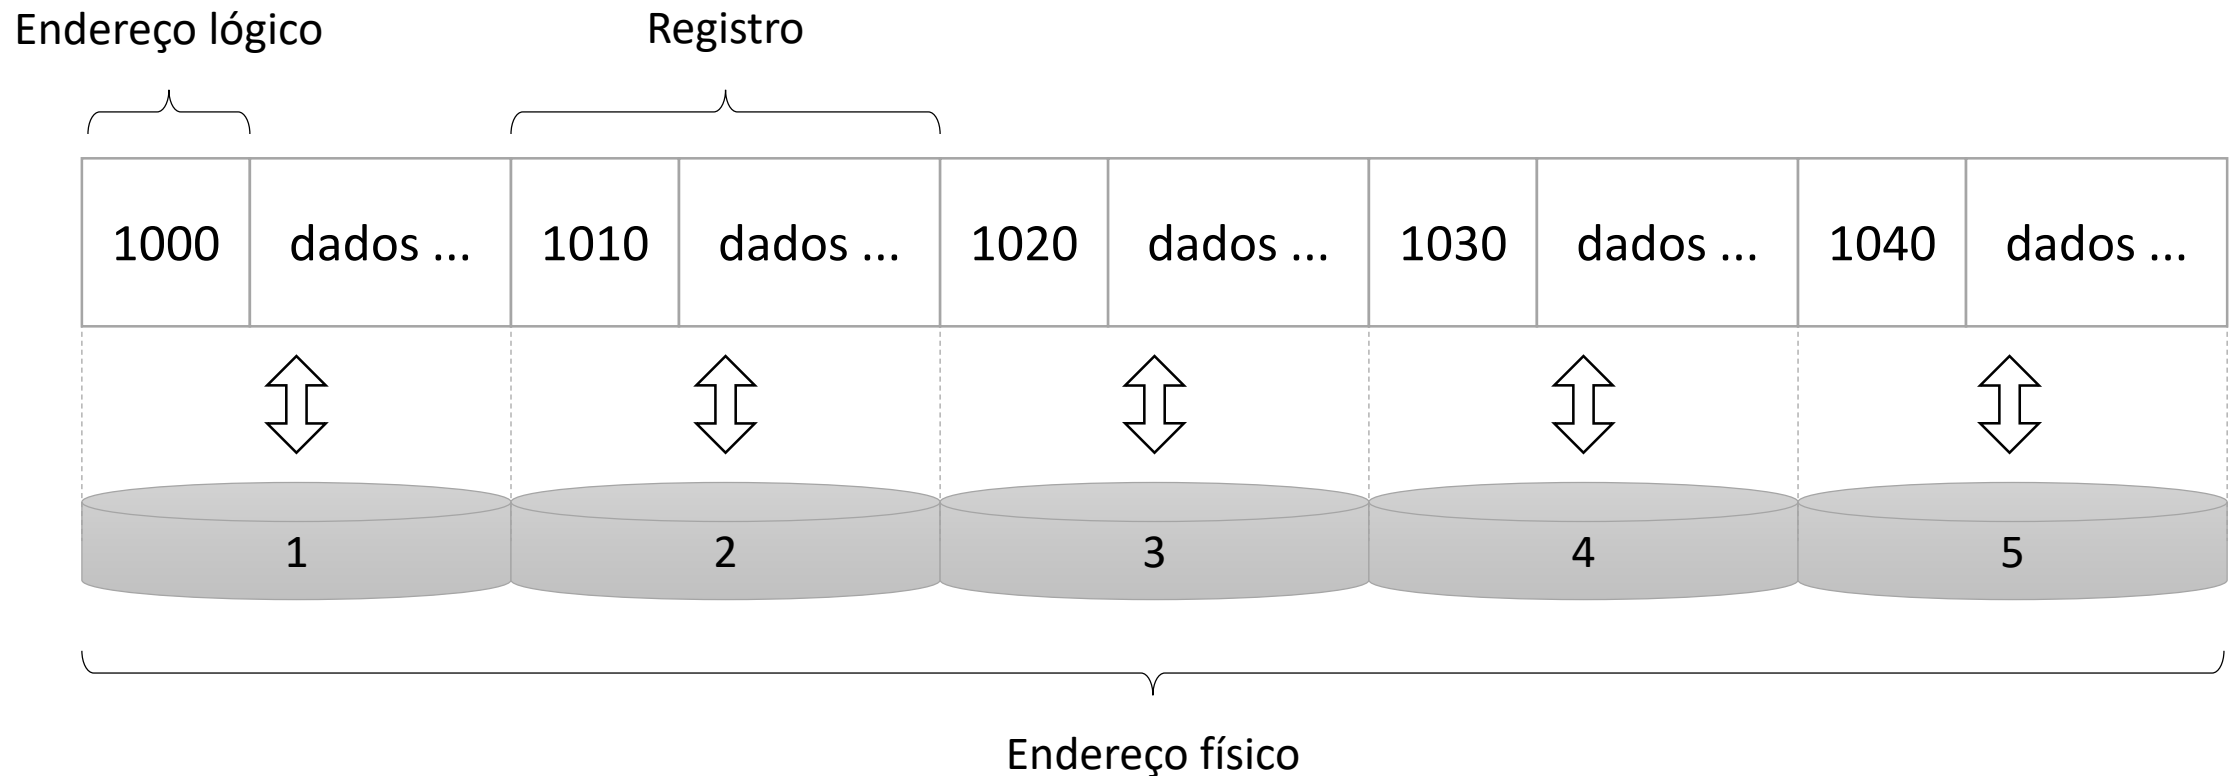 Endereço lógico Registro
1000 dados ... 1010 dados ... 1020 dados ... 1030 dados ... 1040 dados ...
1 2 3 4 5
Endereço físico